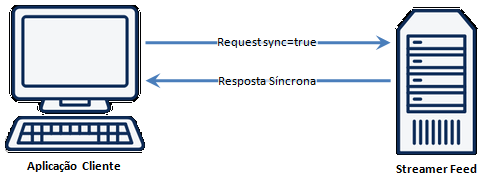 Request sync=true
Resposta Síncrona
Aplicação Cliente
Streamer Feed